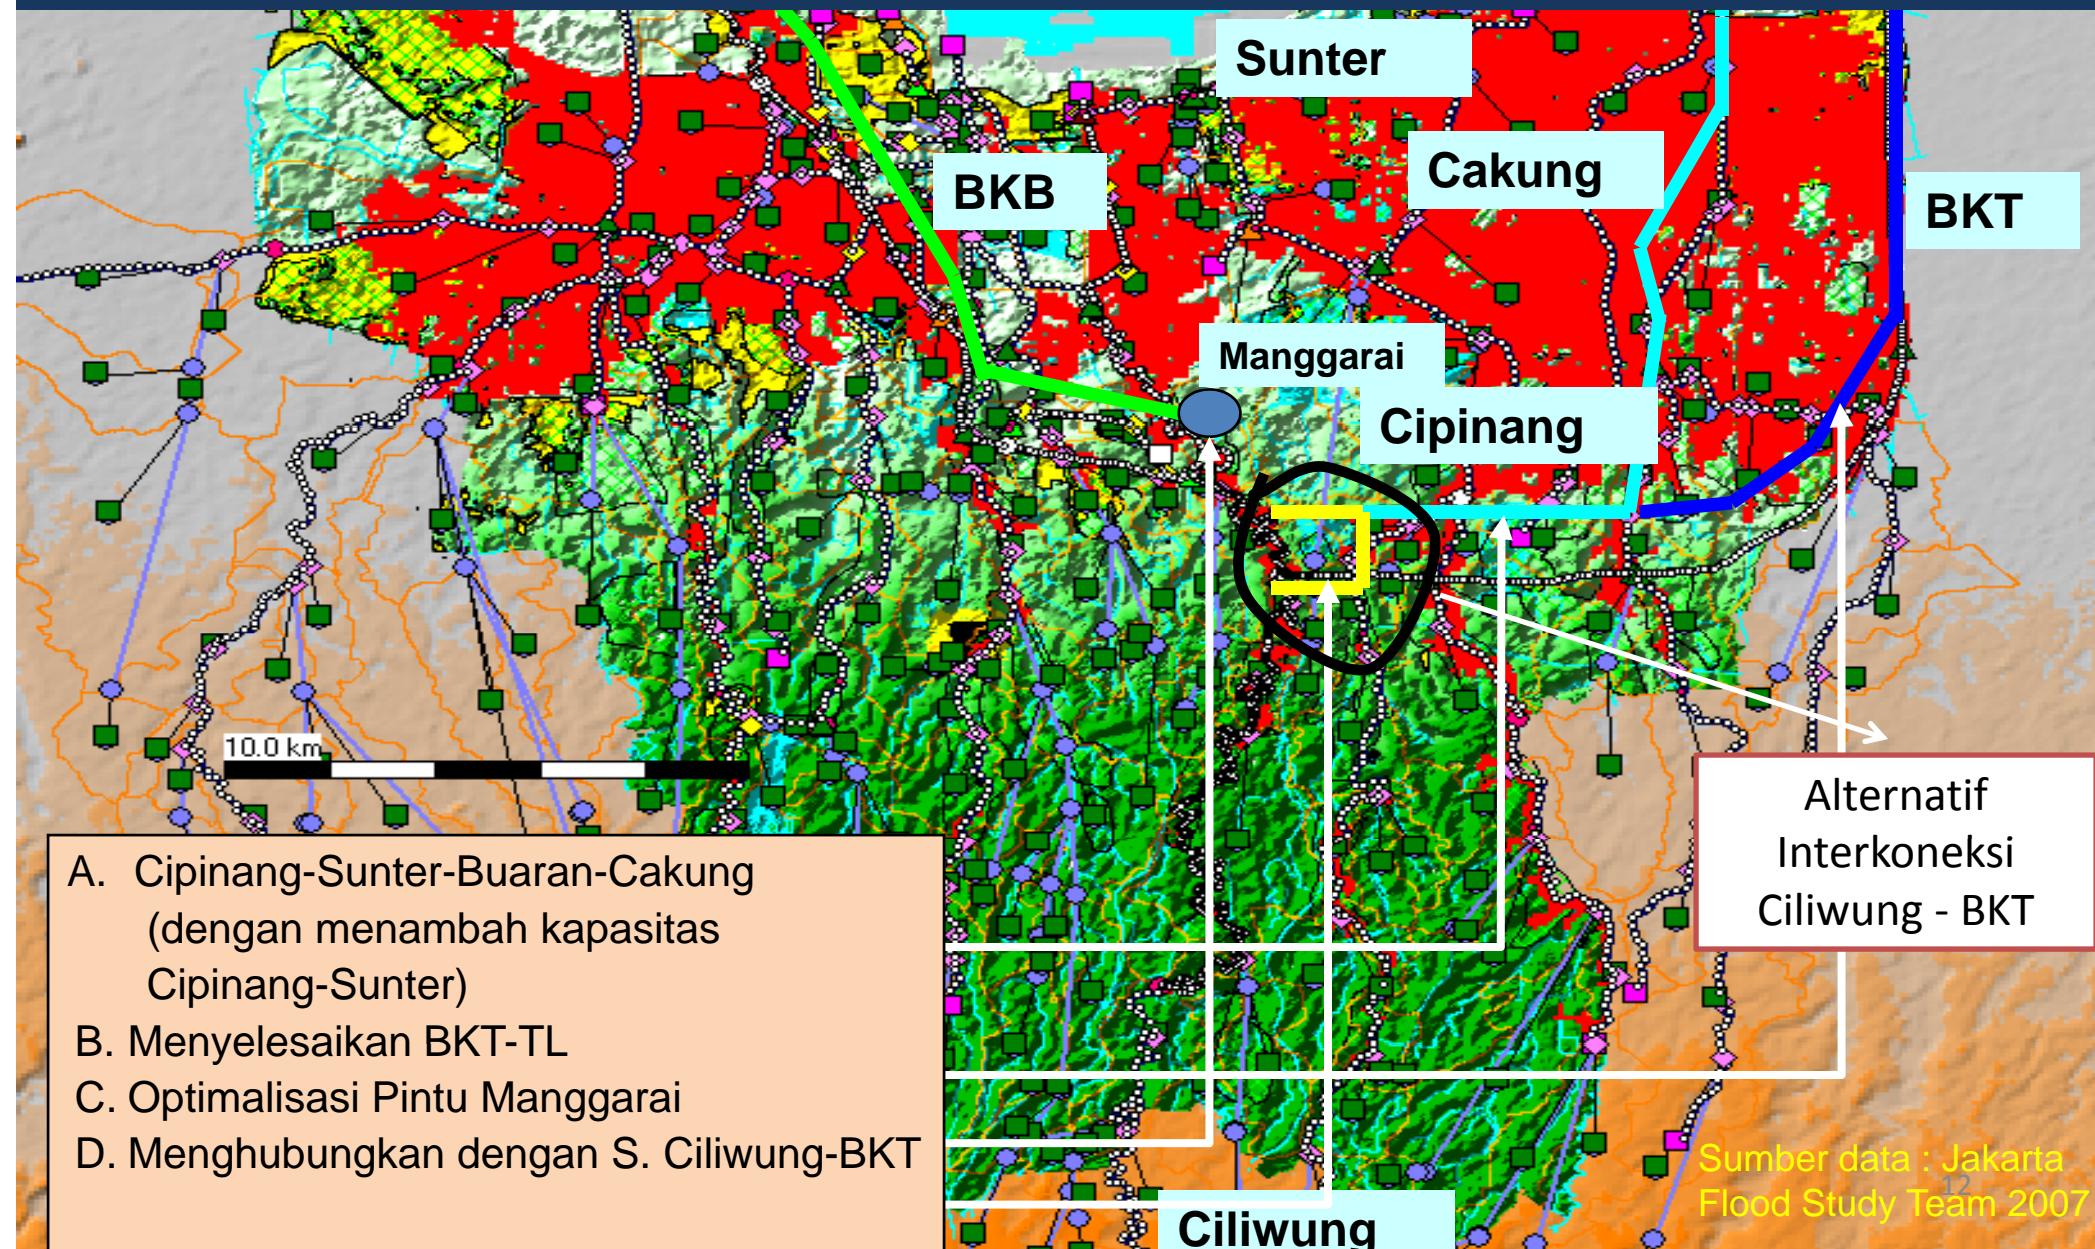 Sunter
Cakung
BKB
BKT
Manggarai
Cipinang
10.0 km
Alternatif
Interkoneksi
Ciliwung - BKT
A. Cipinang-Sunter-Buaran-Cakung
(dengan menambah kapasitas
Cipinang-Sunter)
B. Menyelesaikan BKT-TL
C. Optimalisasi Pintu Manggarai
D. Menghubungkan dengan S. Ciliwung-BKT
Ciliwung
Sumber data : Jakarta
Flood Study Team 2007
12